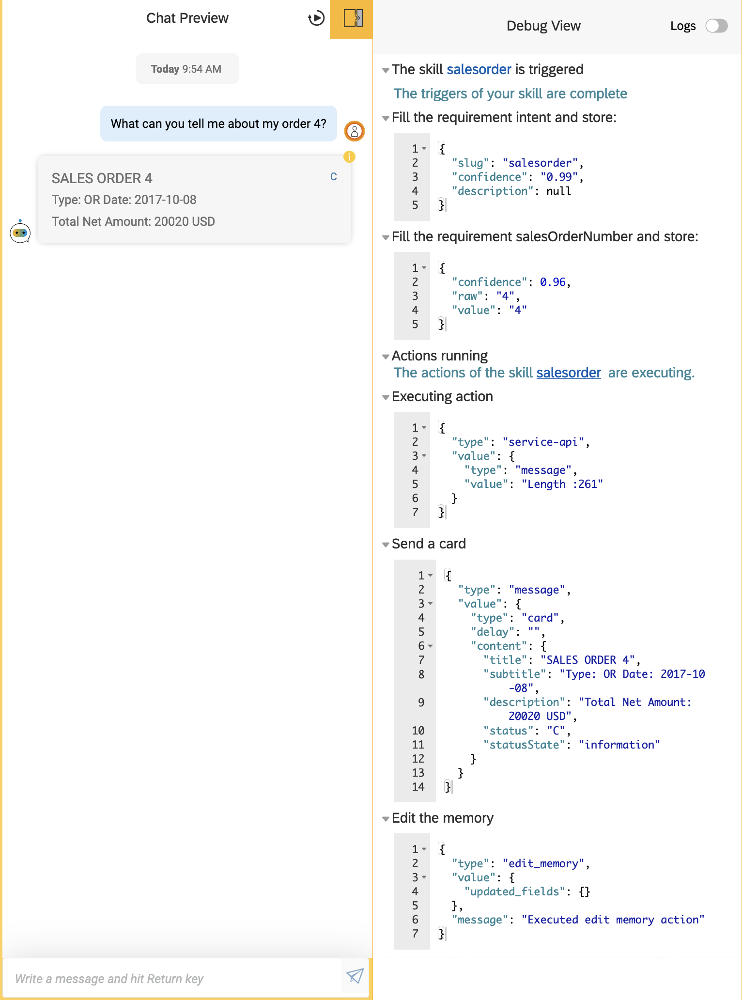 Chat Preview
Today 9:54 AM
What can you tell me about my order 4?
SALES ORDER 4
C
Type: OR Date: 2017-10-08
Total Net Amount: 20020 USD
Write a message and hit Return key
Debug View
Logs
The skill salesorder is triggered
The triggers of your skill are complete
Fill the requirement intent and store:
1 {
2 "slug": "salesorder",
3 "confidence": "0.99",
4 "description": null
5 }
Fill the requirement salesOrderNumber and store:
1 {
2 "confidence": 0.96,
3 "raw": "4",
4 "value": "4"
5 }
Actions running
The actions of the skill salesorder are executing.
Executing action
1 {
2 "type": "service-api",
3 "value": {
4 "type": "message",
5 "value": "Length :261"
6 }
7 }
Send a card
1 {
2 "type": "message",
3 "value": {
4 "type": "card",
5 "delay": "",
6 "content": {
7 "title": "SALES ORDER 4",
8 "subtitle": "Type: OR Date: 2017-10
-08",
9 "description": "Total Net Amount:
20020 USD",
10 "status": "C",
11 "statusState": "information"
12 }
13 }
14 }
Edit the memory
1 {
2 "type": "edit_memory",
3 "value": {
4 "updated_fields": {}
5 },
6 "message": "Executed edit memory action"
7 }